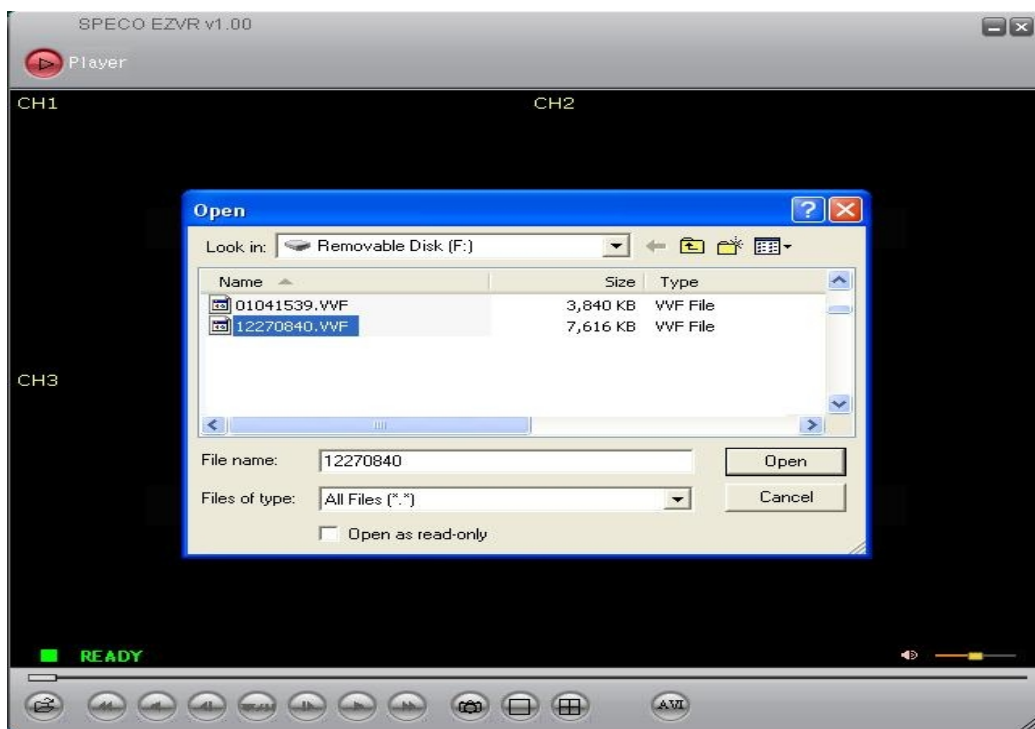 SPECO EZVR v1.00
Player
CH1 CH2
Open
Look in: Removable Disk (F:)
Name Size Type
01041539.VVF 3,840 KB VVF File
12270840.VVF 7,616 KB VVF File
CH3
File name: 12270840 Open
Files of type: All Files (*.*) Cancel
Open as read-only
READY
AVI